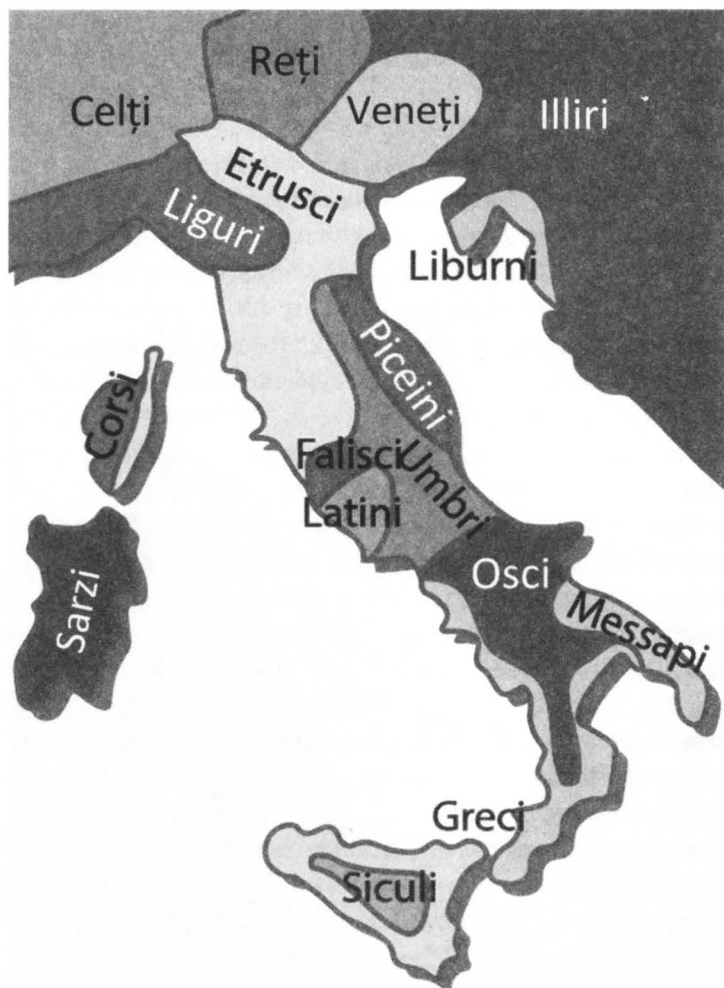 Reți
Celți
Veneți
Illiri
Etrusci
Liguri
Liburni
Piceini
Corsi
Falisci
Umbri
Latini
Osci
Sarzi
Messapi
Greci
Siculi